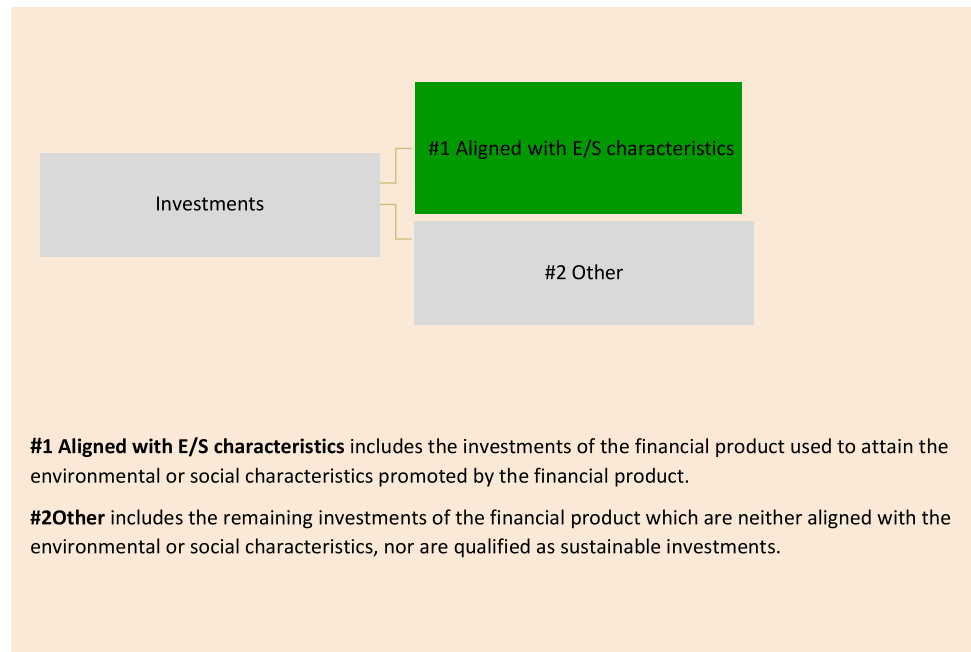 #1 Aligned with E/S characteristics
Investments
#2 Other
#1 Aligned with E/S characteristics includes the investments of the financial product used to attain the
environmental or social characteristics promoted by the financial product.
#2Other includes the remaining investments of the financial product which are neither aligned with the
environmental or social characteristics, nor are qualified as sustainable investments.